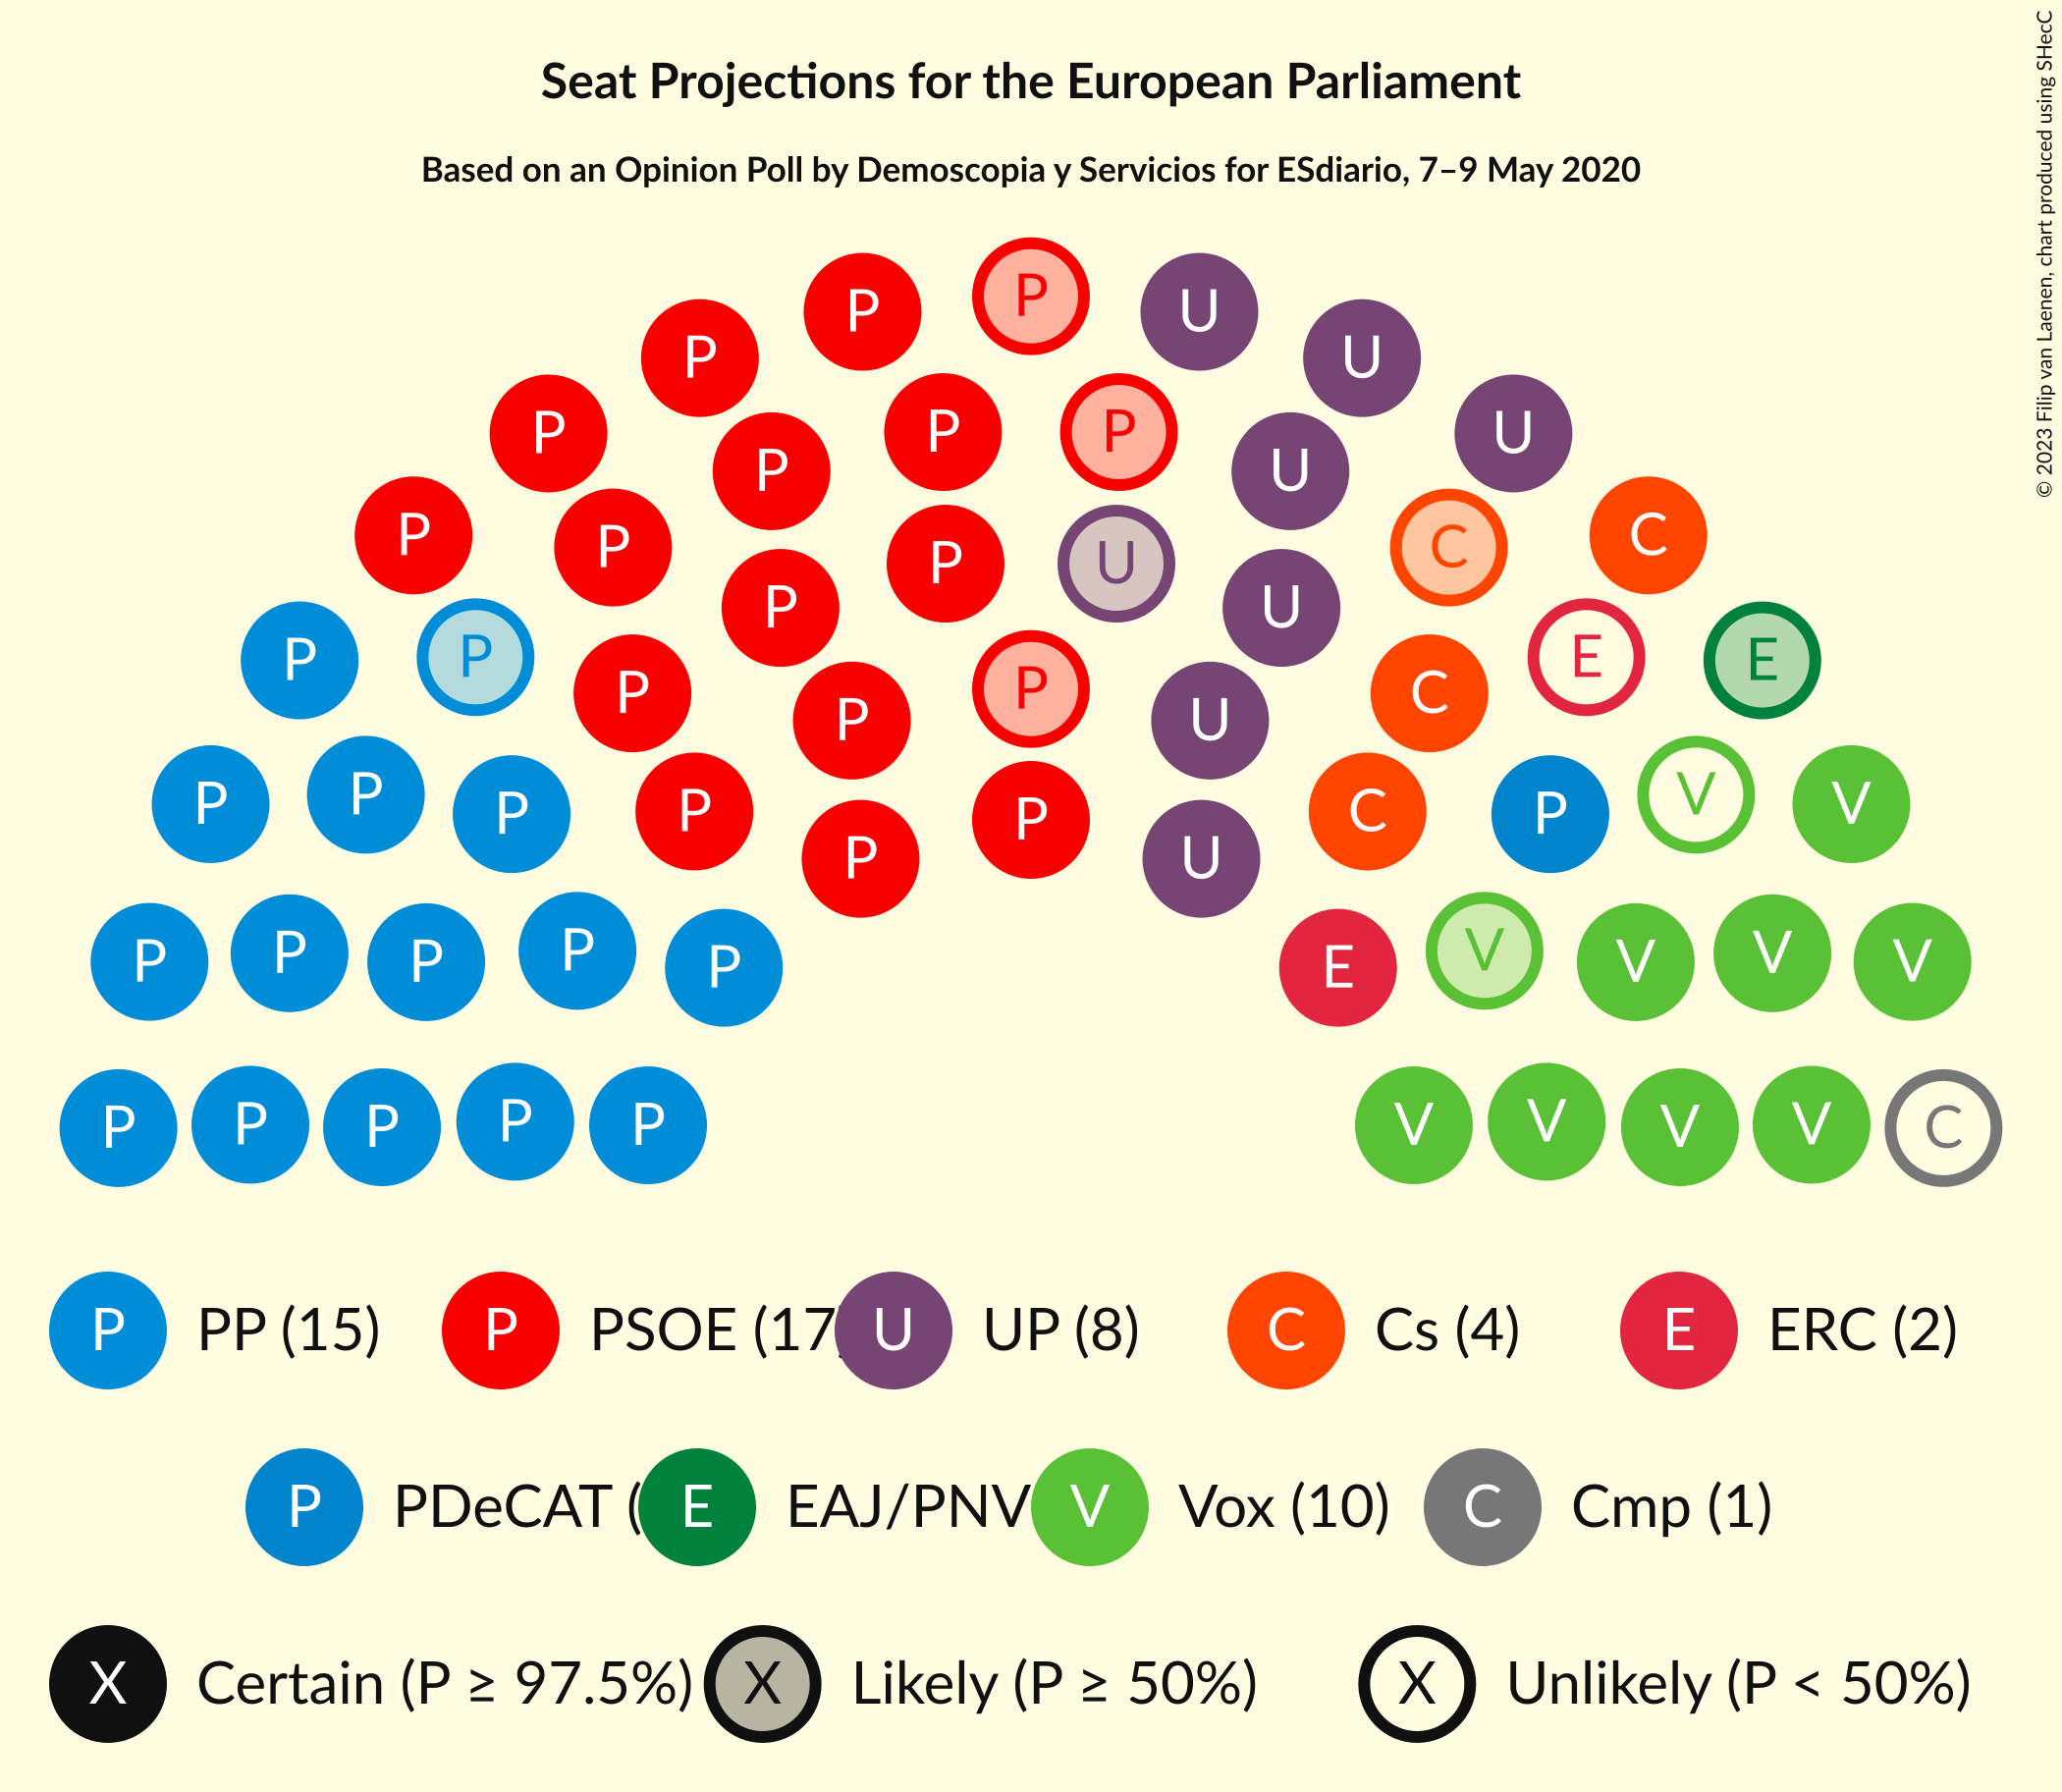 Seat Projections for the European Parliament
Based on an Opinion Poll by Demoscopia y Servicios for ESdiario, 7–9 May 2020
© 2023 Filip van Laenen, chart produced using SHecC
P P P U U
P P U
P P P U
P P U C C
P P P U U
P P P P U C E E
P P P P P C P V V
P U
P P P P P E V V V V
P P P P P V V V V C
P PP (15) P PSOE (17 U UP (8) C Cs (4) E ERC (2)
P PDeCAT ( E EAJ/PNV V Vox (10) C Cmp (1)
X Certain (P ≥ 97.5%) X Likely (P ≥ 50%) X Unlikely (P < 50%)